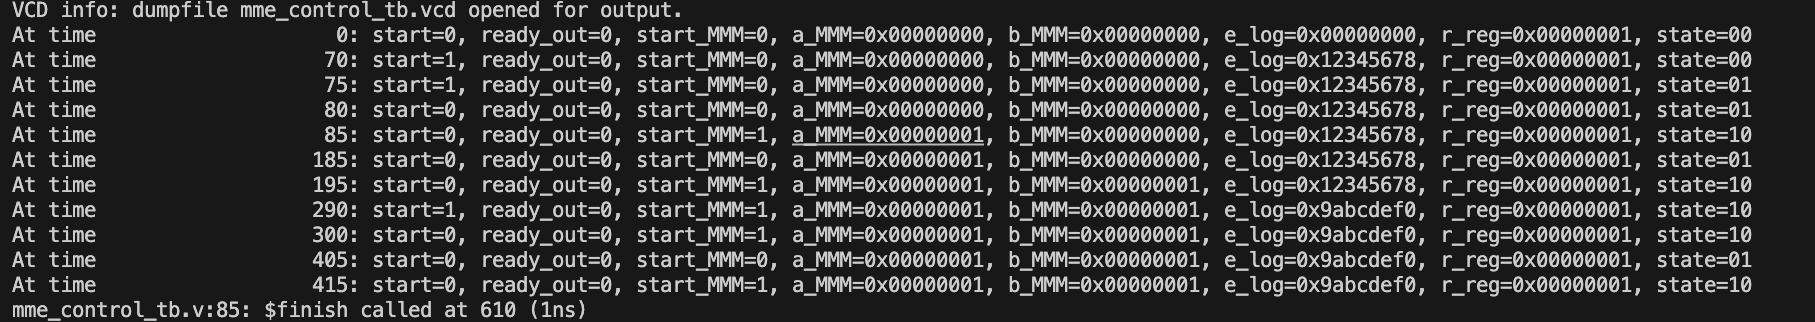 VCD info: dumpfile mme_control_tb.vcd opened for output.
At time                    0: start=0, ready_out=0, start_MMM=0, a_MMM=0x00000000, b_MMM=0x00000000, e_log=0x00000000, r_reg=0x00000001, state=00
At time                   70: start=1, ready_out=0, start_MMM=0, a_MMM=0x00000000, b_MMM=0x00000000, e_log=0x12345678, r_reg=0x00000001, state=00
At time                   75: start=1, ready_out=0, start_MMM=0, a_MMM=0x00000000, b_MMM=0x00000000, e_log=0x12345678, r_reg=0x00000001, state=01
At time                   80: start=0, ready_out=0, start_MMM=0, a_MMM=0x00000000, b_MMM=0x00000000, e_log=0x12345678, r_reg=0x00000001, state=01
At time                   85: start=0, ready_out=0, start_MMM=1, a_MMM=0x00000001, b_MMM=0x00000000, e_log=0x12345678, r_reg=0x00000001, state=10
At time                  185: start=0, ready_out=0, start_MMM=0, a_MMM=0x00000001, b_MMM=0x00000000, e_log=0x12345678, r_reg=0x00000001, state=01
At time                  195: start=0, ready_out=0, start_MMM=1, a_MMM=0x00000001, b_MMM=0x00000001, e_log=0x12345678, r_reg=0x00000001, state=10
At time                  290: start=1, ready_out=0, start_MMM=1, a_MMM=0x00000001, b_MMM=0x00000001, e_log=0x9abcdef0, r_reg=0x00000001, state=10
At time                  300: start=0, ready_out=0, start_MMM=1, a_MMM=0x00000001, b_MMM=0x00000001, e_log=0x9abcdef0, r_reg=0x00000001, state=10
At time                  405: start=0, ready_out=0, start_MMM=0, a_MMM=0x00000001, b_MMM=0x00000001, e_log=0x9abcdef0, r_reg=0x00000001, state=01
At time                  415: start=0, ready_out=0, start_MMM=1, a_MMM=0x00000001, b_MMM=0x00000001, e_log=0x9abcdef0, r_reg=0x00000001, state=10
mme_control_tb.v:85: $finish called at 610 (1ns)